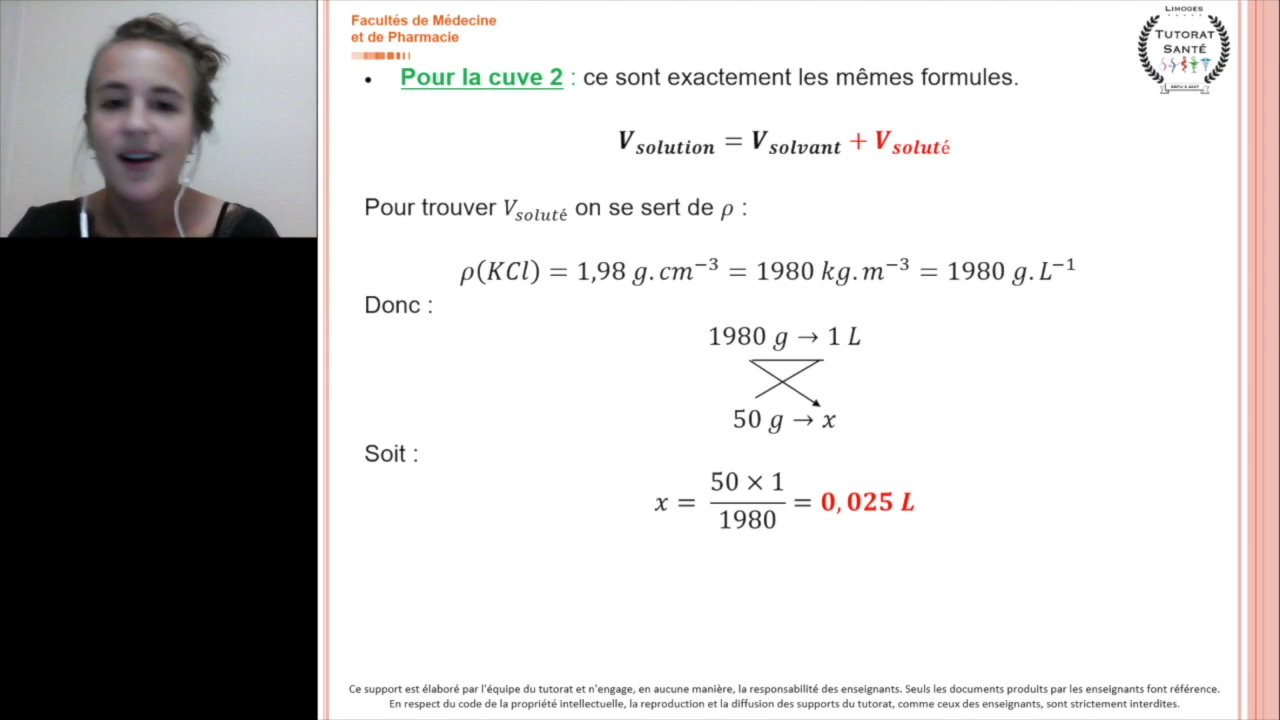 Facultés de Médecine
et de Pharmacie
LIMOGES
TUTORAT
SANTÉ
• Pour la cuve 2 : ce sont exactement les mêmes formules.
V_solution = V_solvant + V_soluté
Pour trouver V_soluté on se sert de ρ :
ρ(KCl) = 1,98 g.cm⁻³ = 1980 kg.m⁻³ = 1980 g.L⁻¹
Donc :
1980 g → 1 L
50 g → x
Soit :
x = (50 × 1)/1980 = 0,025 L
Ce support est élaboré par l'équipe du tutorat et n'engage, en aucune manière, la responsabilité des enseignants. Seuls les documents produits par les enseignants font référence.
En respect du code de la propriété intellectuelle, la reproduction et la diffusion des supports du tutorat, comme ceux des enseignants, sont strictement interdites.